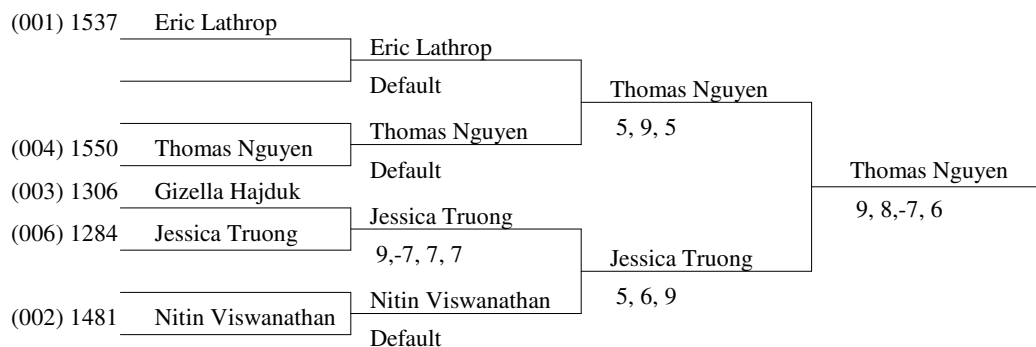 (001) 1537 Eric Lathrop
Eric Lathrop
Default
Thomas Nguyen
5, 9, 5
(004) 1550 Thomas Nguyen
Thomas Nguyen
Default
Thomas Nguyen
9, 8,-7, 6
(003) 1306 Gizella Hajduk
Jessica Truong
9,-7, 7, 7
(006) 1284 Jessica Truong
Jessica Truong
5, 6, 9
Nitin Viswanathan
Default
(002) 1481 Nitin Viswanathan